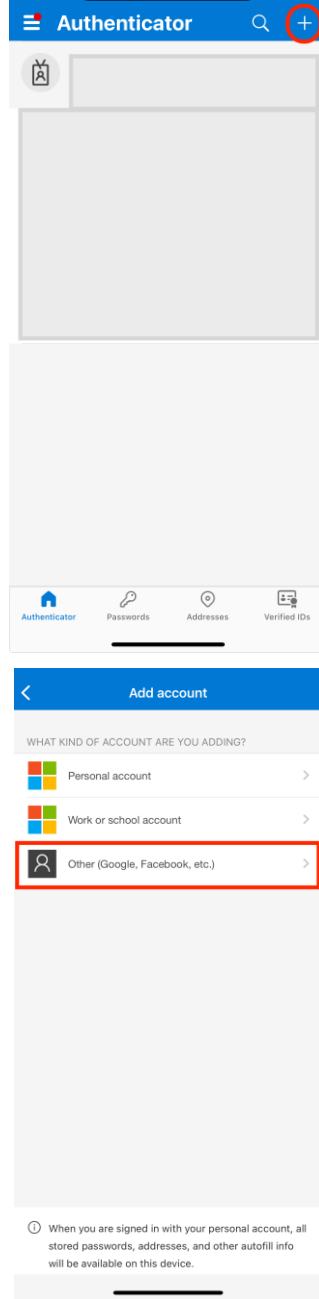 Authenticator
Authenticator Passwords Addresses Verified IDs
Add account
WHAT KIND OF ACCOUNT ARE YOU ADDING?
Personal account
Work or school account
Other (Google, Facebook, etc.)
When you are signed in with your personal account, all
stored passwords, addresses, and other autofill info
will be available on this device.